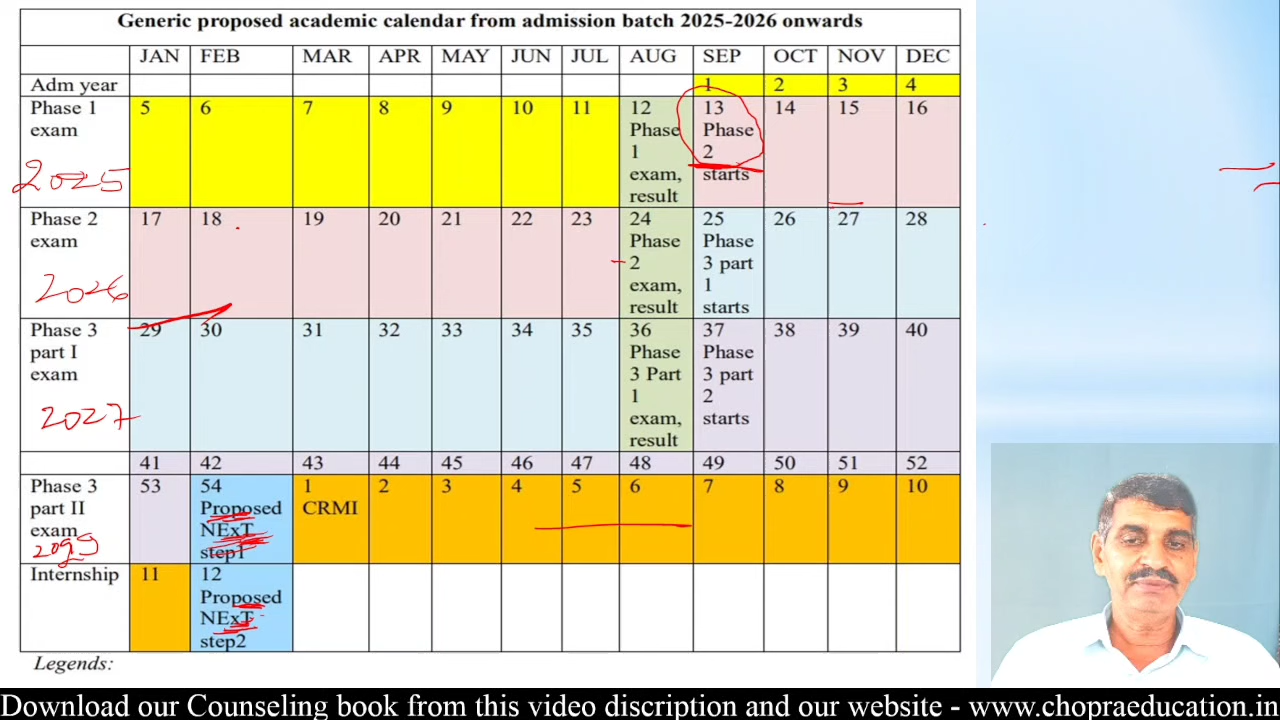 Generic proposed academic calendar from admission batch 2025-2026 onwards
JAN FEB MAR APR MAY JUN JUL AUG SEP OCT NOV DEC
Adm year 1 2 3 4
Phase 1 exam 5 6 7 8 9 10 11 12 Phase 1 exam, result 13 Phase 2 starts 14 15 16
2025
Phase 2 exam 17 18 19 20 21 22 23 24 Phase 2 exam, result 25 Phase 3 part 1 starts 26 27 28
2026
Phase 3 part I exam 29 30 31 32 33 34 35 36 Phase 3 Part 1 exam, result 37 Phase 3 part 2 starts 38 39 40
2027
41 42 43 44 45 46 47 48 49 50 51 52
Phase 3 part II exam 53 54 Proposed NExT step1 1 CRMI 2 3 4 5 6 7 8 9 10
Internship 11 12 Proposed NExT step2
Legends:
Download our Counseling book from this video discription and our website - www.chopraeducation.in